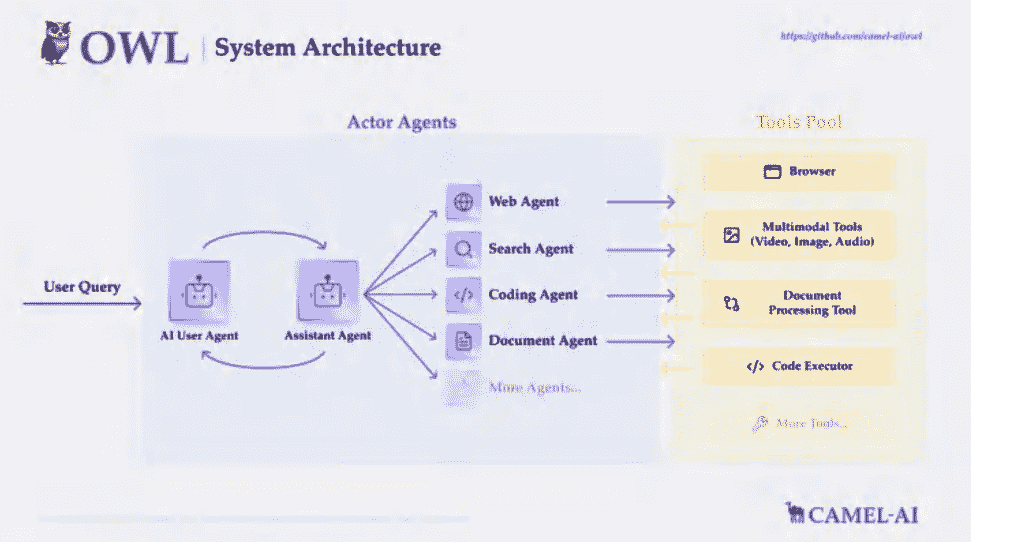 OWL
System Architecture
https://github.com/camel-ai/owl
Actor Agents
Tools Pool
User Query
AI User Agent
Assistant Agent
Web Agent
Search Agent
Coding Agent
Document Agent
More Agents...
Browser
Multimodal Tools
(Video, Image, Audio)
Document
Processing Tool
</> Code Executor
More Tools...
CAMEL-AI